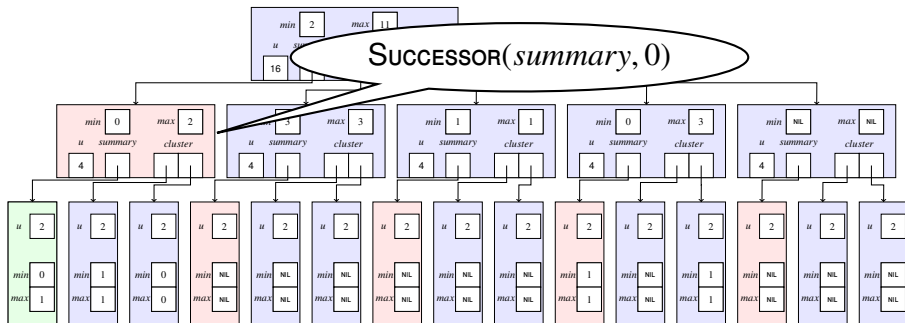 min 2 max 11
u su
16
SUCCESSOR(summary, 0)
min 0 max 2
u summary cluster
4
min 3 max 3
u summary cluster
4
min 1 max 1
u summary cluster
4
min 0 max 3
u summary cluster
4
min NIL max NIL
u summary cluster
4
u 2 u 2 u 2 u 2 u 2 u 2 u 2 u 2 u 2 u 2 u 2 u 2 u 2 u 2 u 2
min 0 min 1 min 0 min NIL min NIL min NIL min NIL min NIL min NIL min 1 min NIL min 1 min NIL min NIL min NIL
max 1 max 1 max 0 max NIL max NIL max NIL max NIL max NIL max NIL max 1 max NIL max 1 max NIL max NIL max NIL